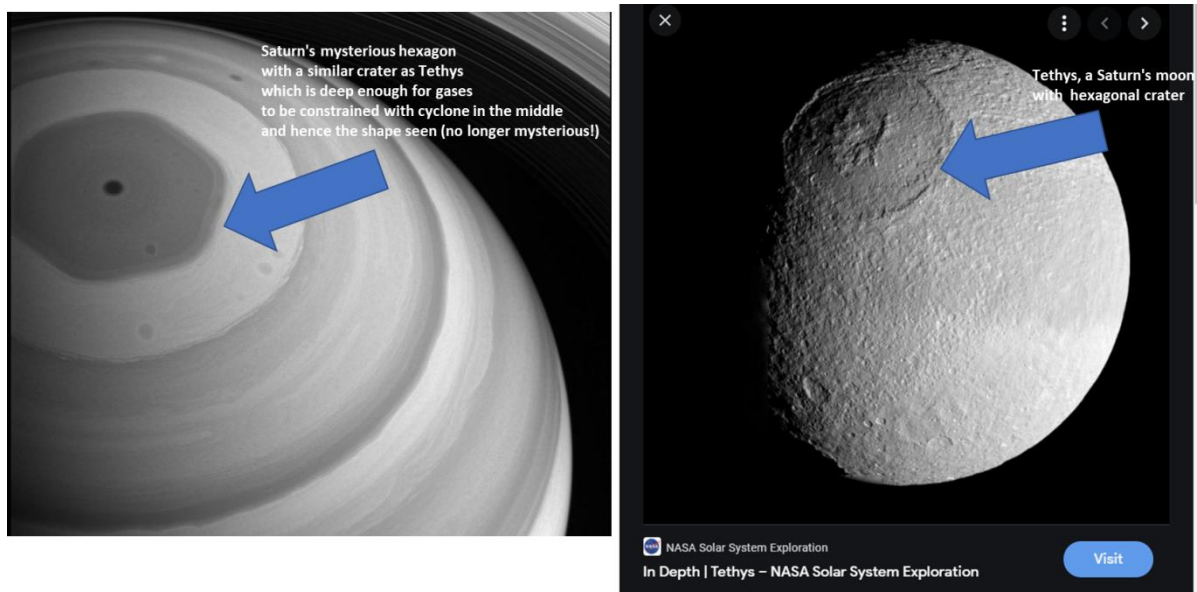 Saturn's mysterious hexagon
with a similar crater as Tethys
which is deep enough for gases
to be constrained with cyclone in the middle
and hence the shape seen (no longer mysterious!)
Tethys, a Saturn's moon
with hexagonal crater
NASA Solar System Exploration
In Depth | Tethys – NASA Solar System Exploration
Visit